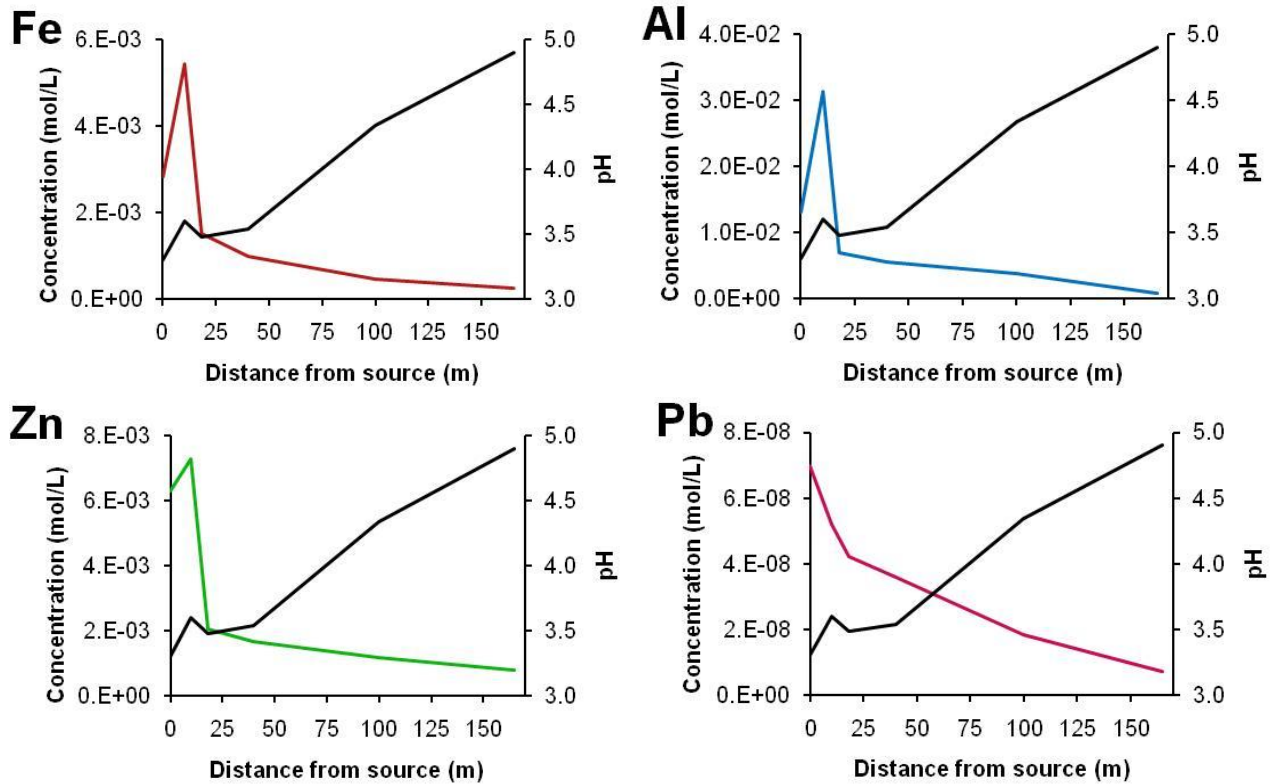 Fe
6.E-03
4.E-03
2.E-03
0.E+00
Concentration (mol/L)
5.0
4.5
4.0
3.5
3.0
pH
0 25 50 75 100 125 150
Distance from source (m)
Al
4.0E-02
3.0E-02
2.0E-02
1.0E-02
0.0E+00
Concentration (mol/L)
5.0
4.5
4.0
3.5
3.0
pH
0 25 50 75 100 125 150
Distance from source (m)
Zn
8.E-03
6.E-03
4.E-03
2.E-03
0.E+00
Concentration (mol/L)
5.0
4.5
4.0
3.5
3.0
pH
0 25 50 75 100 125 150
Distance from source (m)
Pb
8.E-08
6.E-08
4.E-08
2.E-08
0.E+00
Concentration (mol/L)
5.0
4.5
4.0
3.5
3.0
pH
0 25 50 75 100 125 150
Distance from source (m)